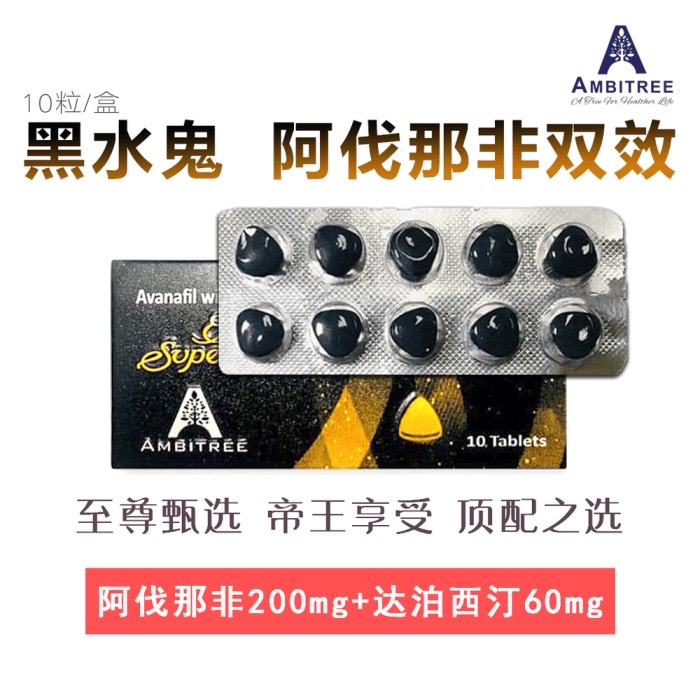 AMBITREE
A Tree For Healthier Life
10粒/盒
黑水鬼 阿伐那非双效
Avanafil
AMBITREE
10 Tablets
至尊甄选 帝王享受 顶配之选
阿伐那非200mg+达泊西汀60mg